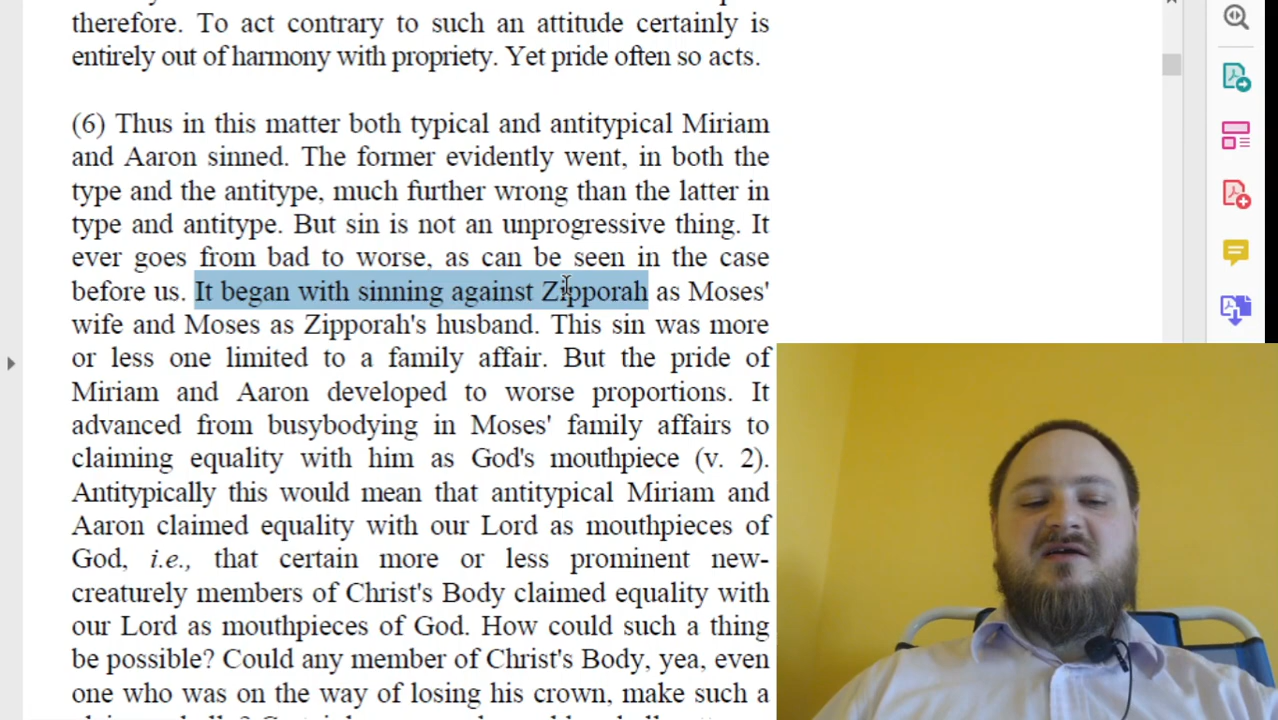 therefore. To act contrary to such an attitude certainly is
entirely out of harmony with propriety. Yet pride often so acts.
(6) Thus in this matter both typical and antitypical Miriam
and Aaron sinned. The former evidently went, in both the
type and the antitype, much further wrong than the latter in
type and antitype. But sin is not an unprogressive thing. It
ever goes from bad to worse, as can be seen in the case
before us. It began with sinning against Zipporah as Moses'
wife and Moses as Zipporah's husband. This sin was more
or less one limited to a family affair. But the pride of
Miriam and Aaron developed to worse proportions. It
advanced from busybodying in Moses' family affairs to
claiming equality with him as God's mouthpiece (v. 2).
Antitypically this would mean that antitypical Miriam and
Aaron claimed equality with our Lord as mouthpieces of
God, i.e., that certain more or less prominent new-
creaturely members of Christ's Body claimed equality with
our Lord as mouthpieces of God. How could such a thing
be possible? Could any member of Christ's Body, yea, even
one who was on the way of losing his crown, make such a